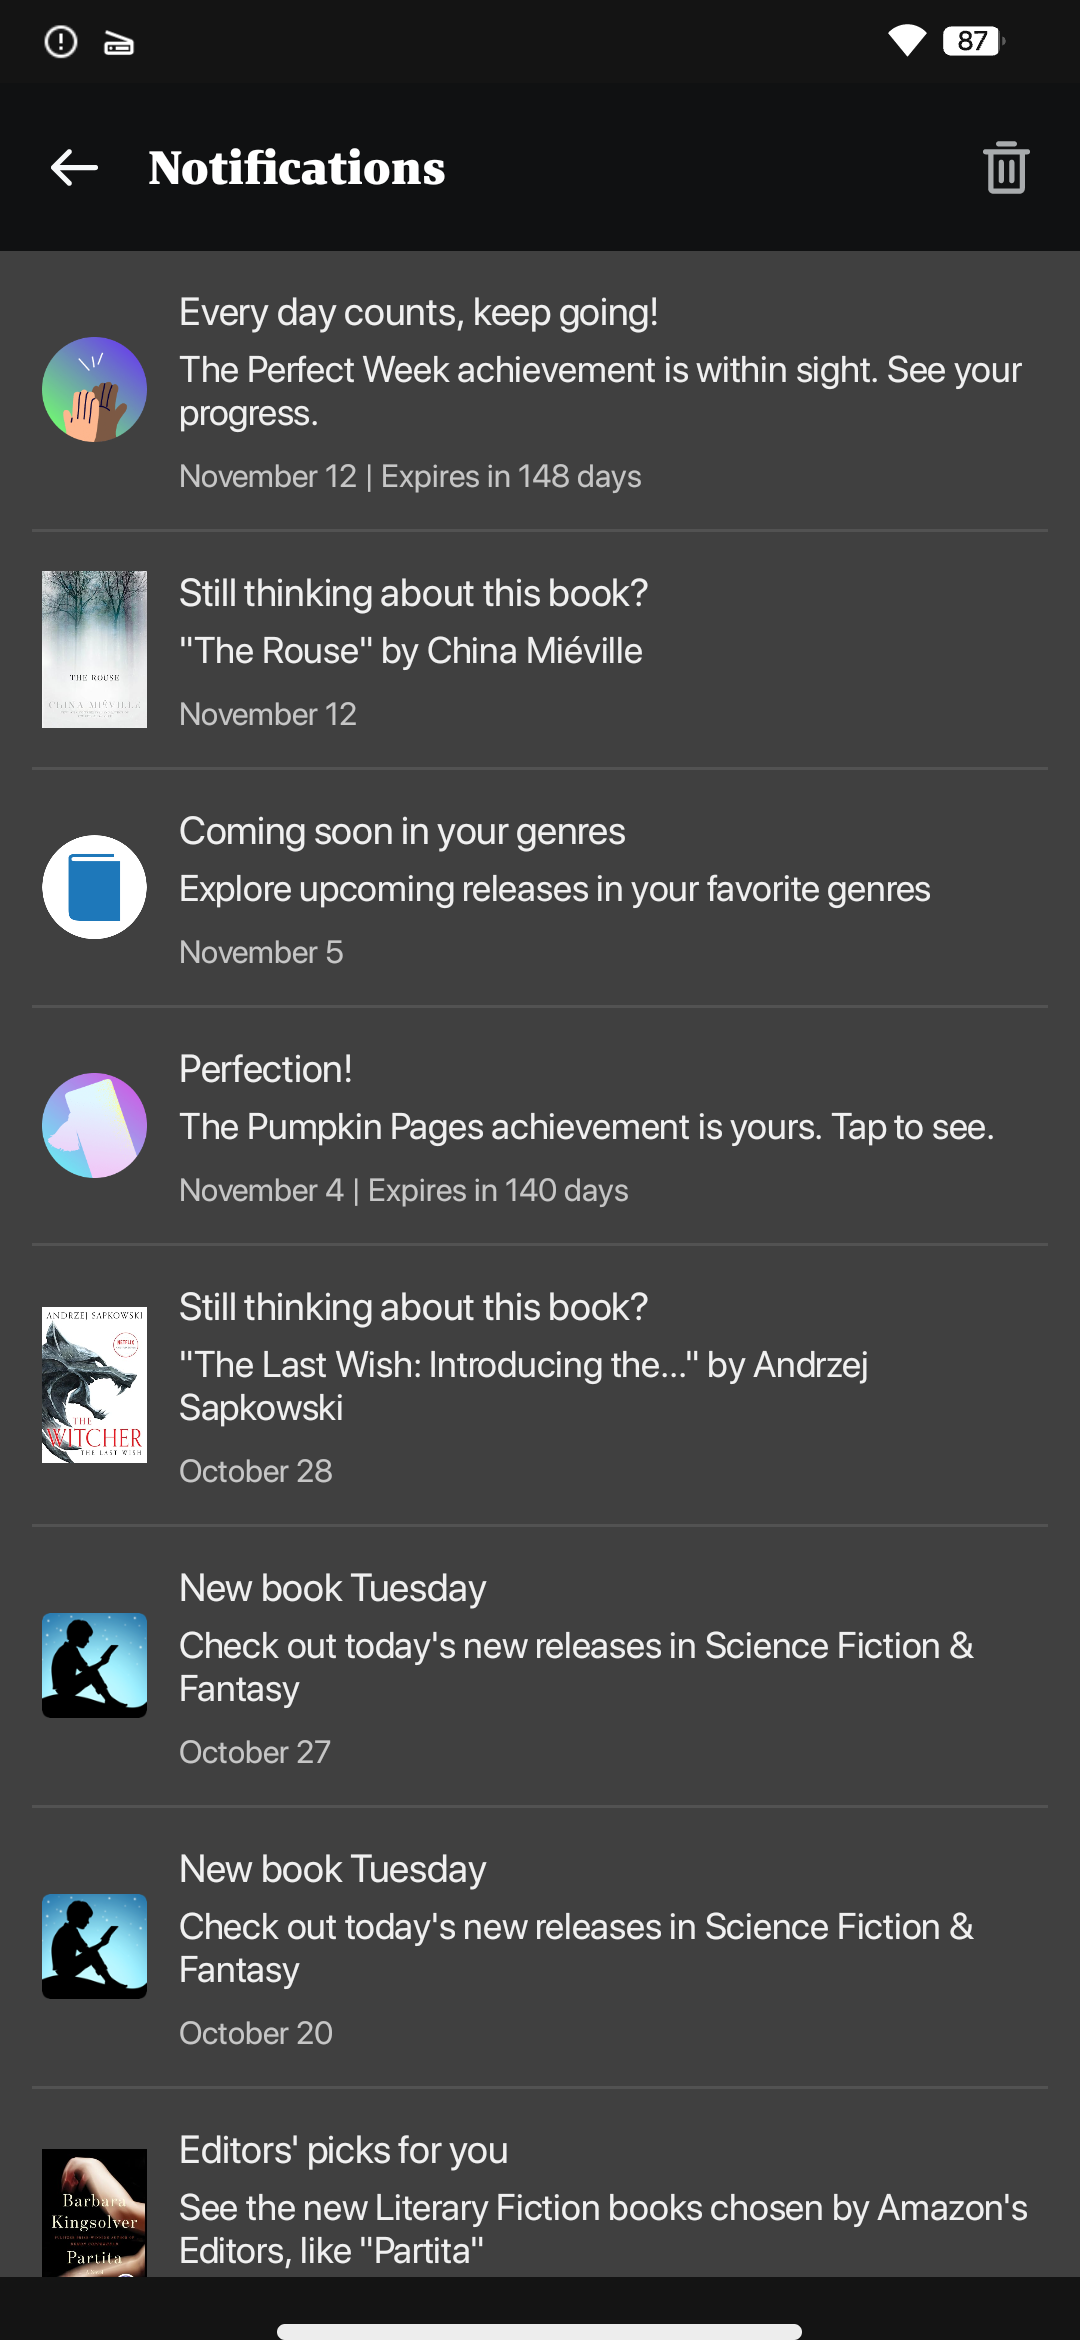 87
Notifications
Every day counts, keep going!
The Perfect Week achievement is within sight. See your
progress.
November 12 | Expires in 148 days
THE ROUSE
CHINA MIÉVILLE
Still thinking about this book?
"The Rouse" by China Miéville
November 12
Coming soon in your genres
Explore upcoming releases in your favorite genres
November 5
Perfection!
The Pumpkin Pages achievement is yours. Tap to see.
November 4 | Expires in 140 days
ANDRZEJ SAPKOWSKI
NETFLIX
THE
WITCHER
THE LAST WISH
Still thinking about this book?
"The Last Wish: Introducing the..." by Andrzej
Sapkowski
October 28
New book Tuesday
Check out today's new releases in Science Fiction &
Fantasy
October 27
New book Tuesday
Check out today's new releases in Science Fiction &
Fantasy
October 20
Barbara
Kingsolver
Partita
Editors' picks for you
See the new Literary Fiction books chosen by Amazon's
Editors, like "Partita"